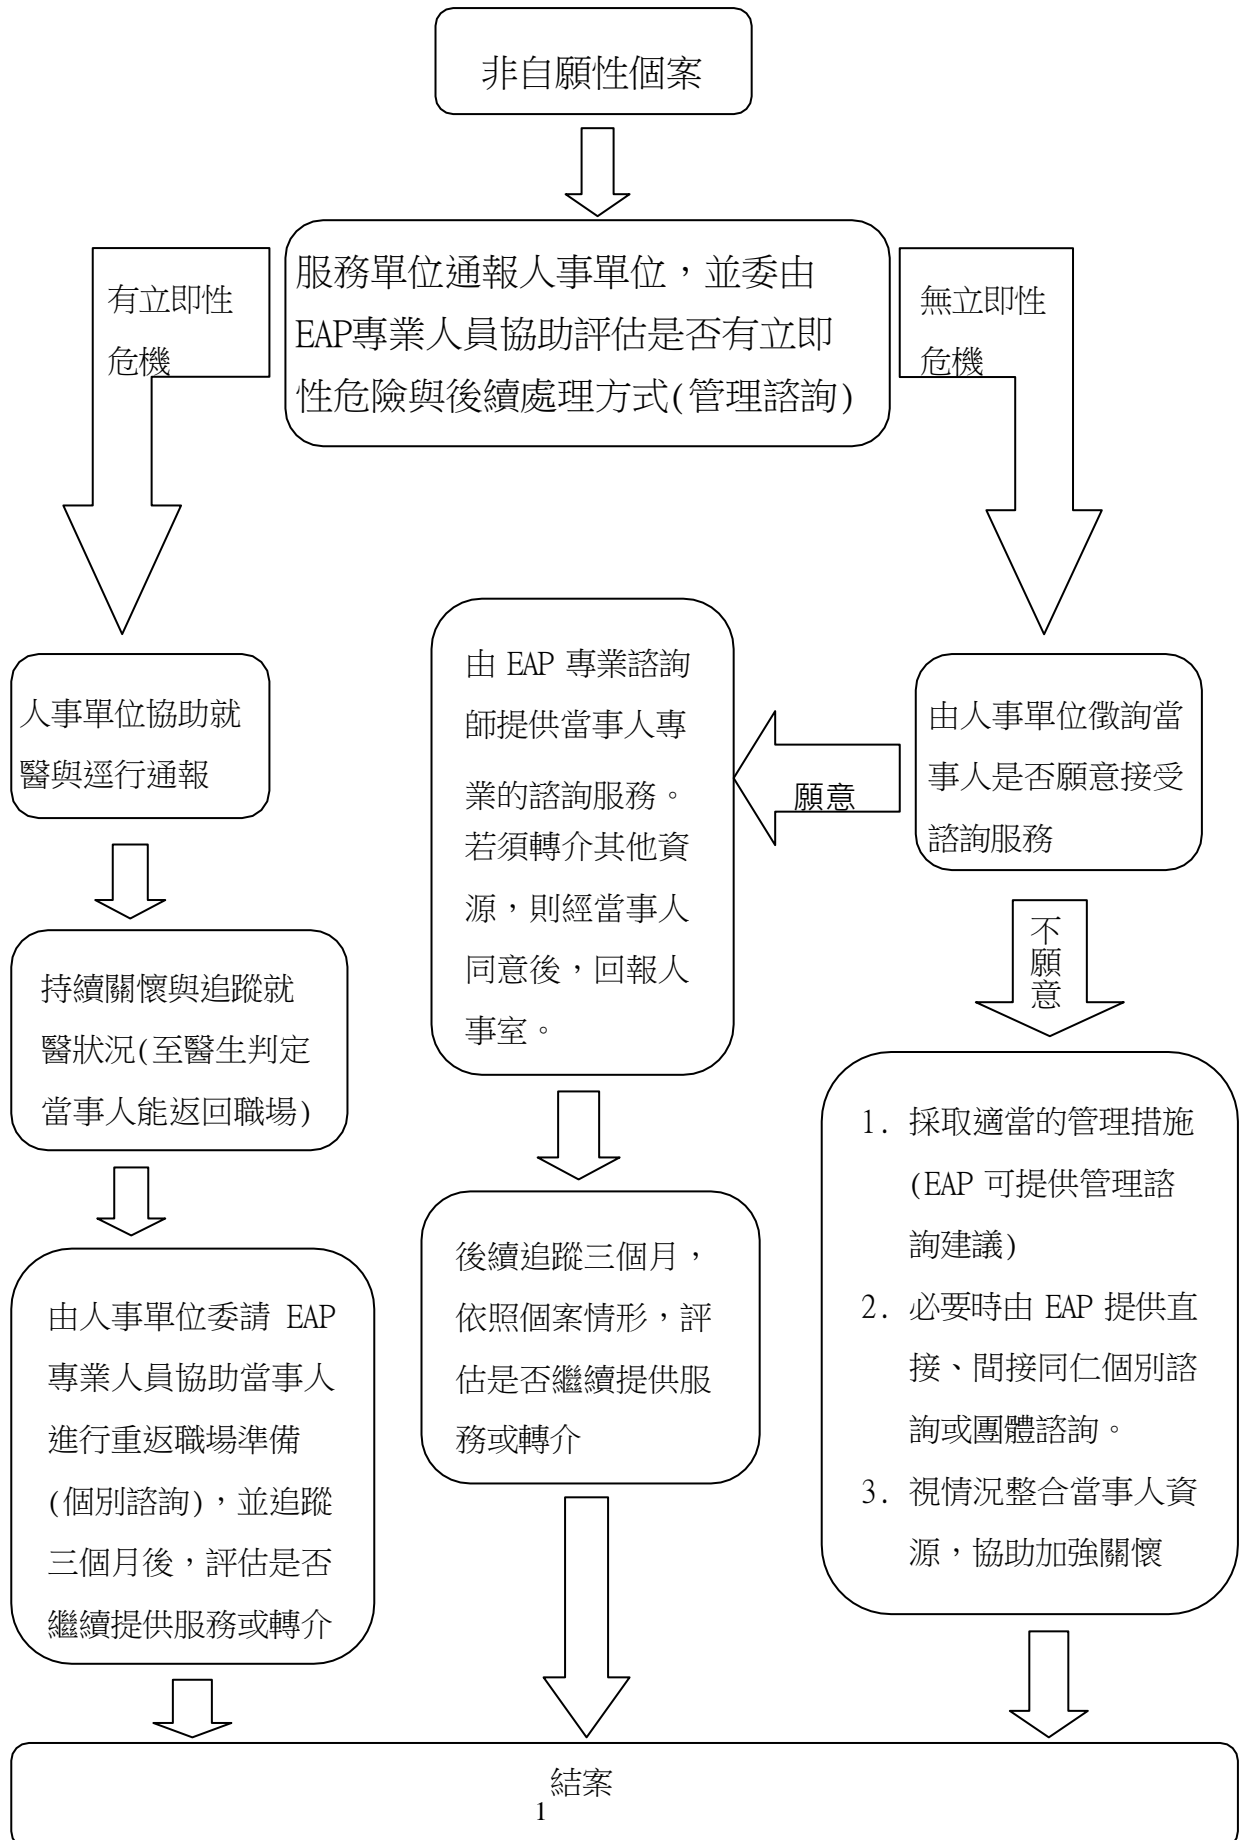 非自願性個案
服務單位通報人事單位，並委由
EAP專業人員協助評估是否有立即
性危險與後續處理方式(管理諮詢)
有立即性
危機
無立即性
危機
人事單位協助就
醫與逕行通報
持續關懷與追蹤就
醫狀況(至醫生判定
當事人能返回職場)
由人事單位委請 EAP
專業人員協助當事人
進行重返職場準備
(個別諮詢)，並追蹤
三個月後，評估是否
繼續提供服務或轉介
由人事單位徵詢當
事人是否願意接受
諮詢服務
願意
由 EAP 專業諮詢
師提供當事人專
業的諮詢服務。
若須轉介其他資
源，則經當事人
同意後，回報人
事室。
後續追蹤三個月，
依照個案情形，評
估是否繼續提供服
務或轉介
不
願
意
1. 採取適當的管理措施
(EAP 可提供管理諮
詢建議)
2. 必要時由 EAP 提供直
接、間接同仁個別諮
詢或團體諮詢。
3. 視情況整合當事人資
源，協助加強關懷
結案
1